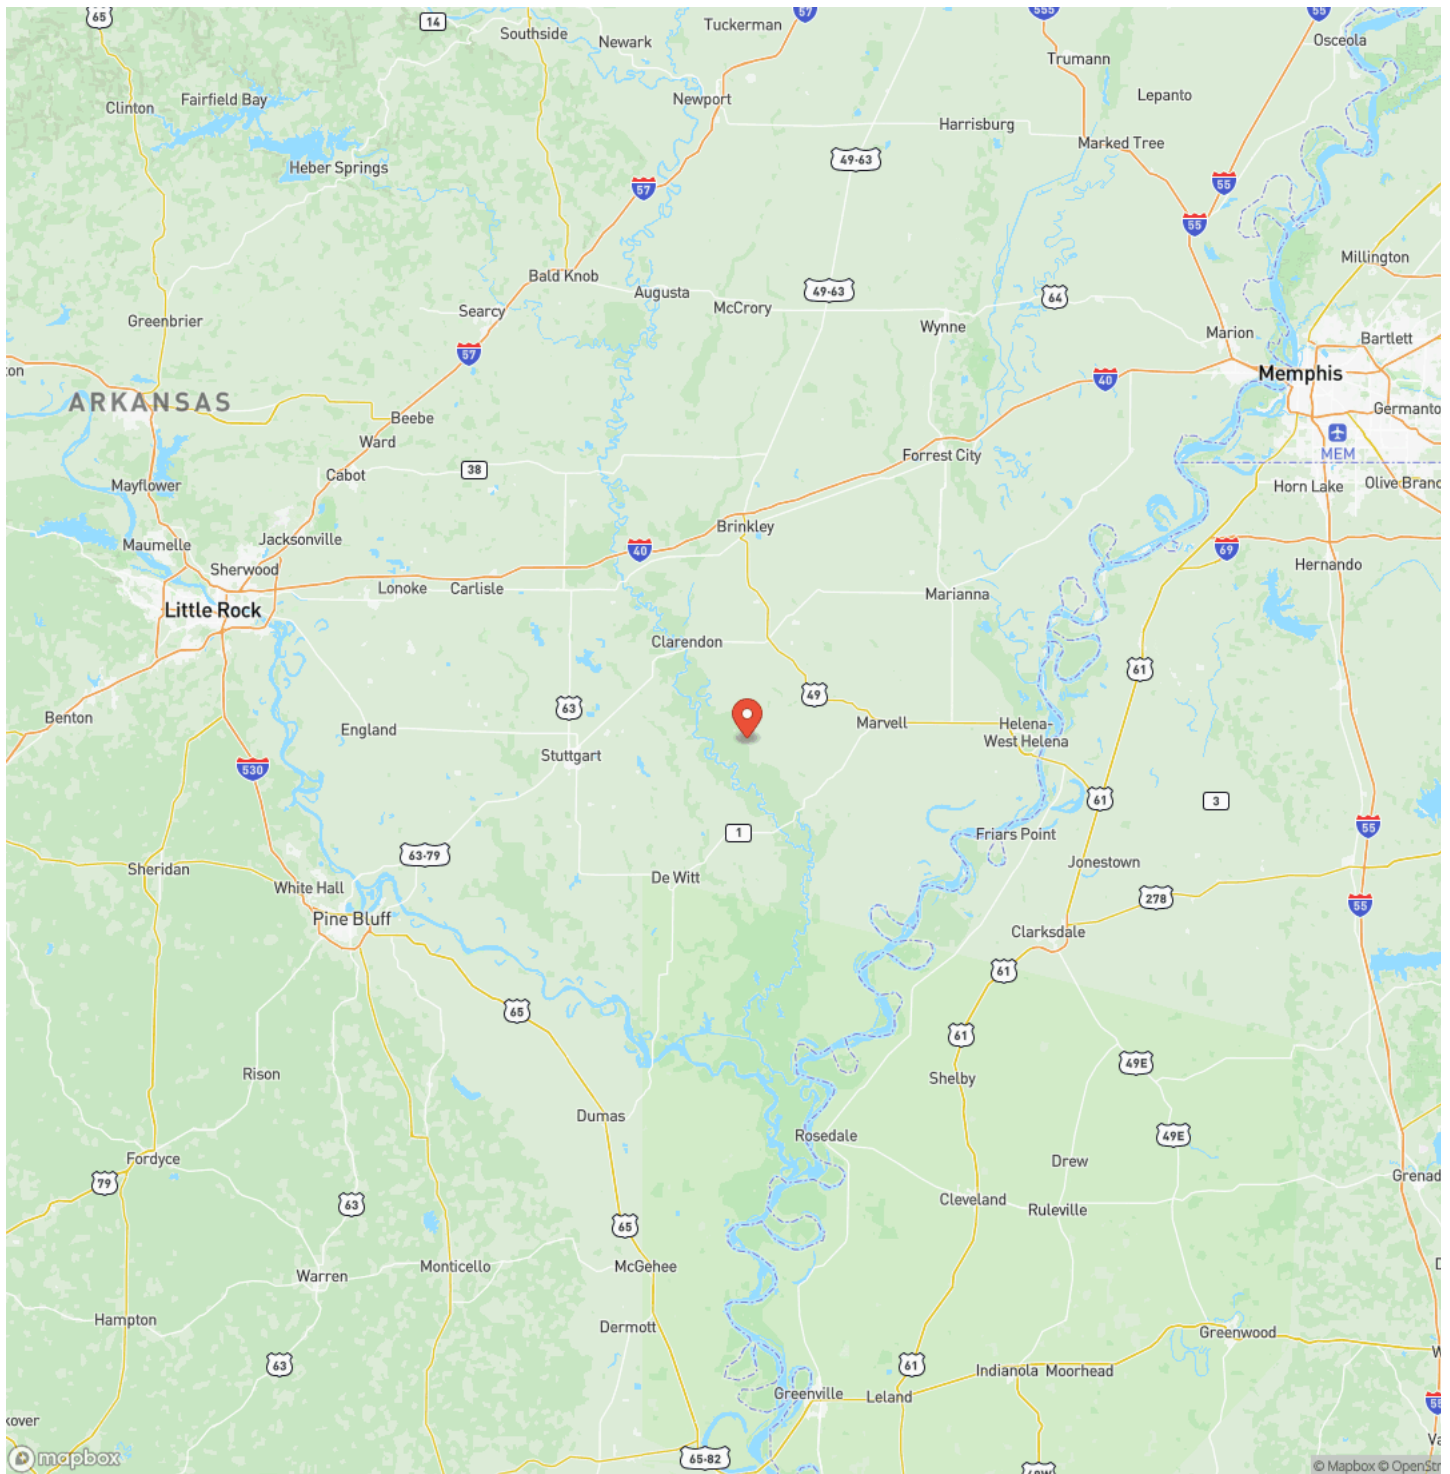 65
14
57
555
55
Southside
Newark
Tuckerman
Osceola
Trumann
Clinton
Fairfield Bay
Newport
Lepanto
Harrisburg
Marked Tree
49-63
Heber Springs
57
55
55
Millington
Bald Knob
Augusta
49-63
64
McCrory
Searcy
Greenbrier
Wynne
Marion
Bartlett
57
40
Memphis
ARKANSAS
Germanto
Beebe
Ward
MEM
Forrest City
38
Cabot
Mayflower
Horn Lake
Olive Branc
Brinkley
Jacksonville
Maumelle
40
69
Sherwood
Hernando
Lonoke
Carlisle
Marianna
Little Rock
Clarendon
61
49
63
Benton
England
Marvell
Helena-
West Helena
Stuttgart
530
61
3
1
Friars Point
55
63-79
Jonestown
Sheridan
De Witt
White Hall
278
55
Pine Bluff
Clarksdale
61
65
61
49E
Rison
Shelby
Dumas
Rosedale
49E
Fordyce
Drew
79
Grenad
63
Cleveland
Ruleville
65
McGehee
Monticello
Warren
Hampton
Dermott
Greenwood
63
61
Indianola
Moorhead
Greenville
Leland
55
kover
Va
mapbox
65-82
49W
© Mapbox © OpenStr